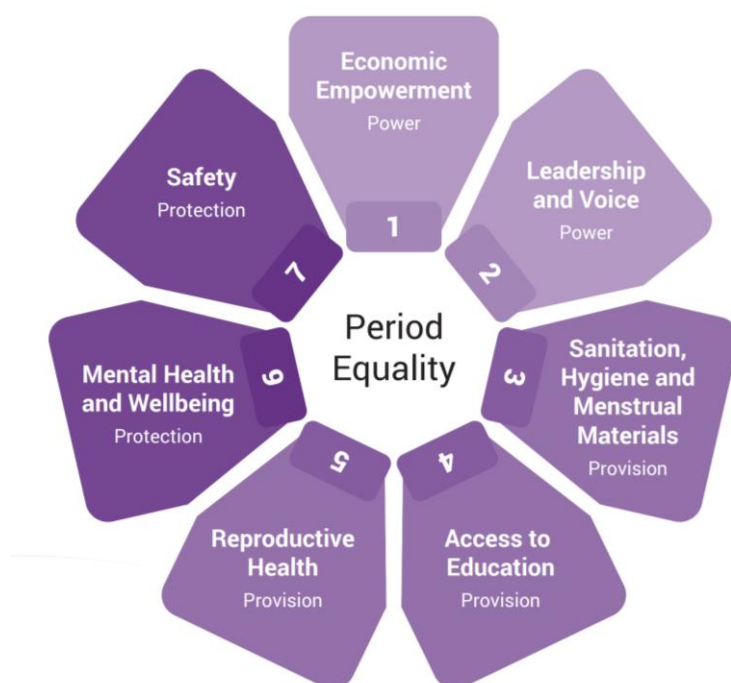 Economic
Empowerment
Power
1
Leadership
and Voice
Power
2
Sanitation,
Hygiene and
Menstrual
Materials
Provision
3
Access to
Education
Provision
4
Reproductive
Health
Provision
5
Mental Health
and Wellbeing
Protection
6
Safety
Protection
7
Period
Equality